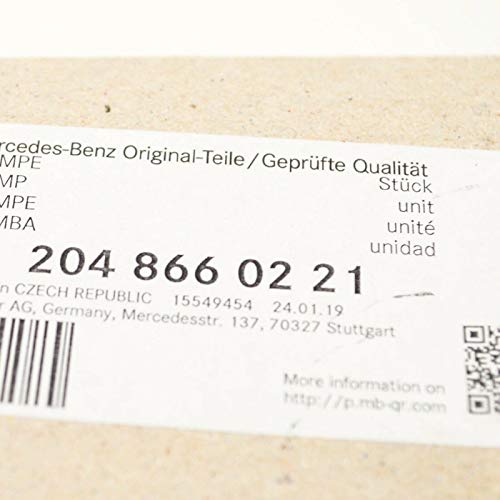 rcedes-Benz Original-Teile/Geprüfte Qualität
MPE
Stück
MP
unit
MPE
unité
MBA
unidad
204 866 02 21
n CZECH REPUBLIC 15549454 24.01.19
r AG, Germany, Mercedesstr. 137, 70327 Stuttgart
More information on
http://p.mb-qr.com